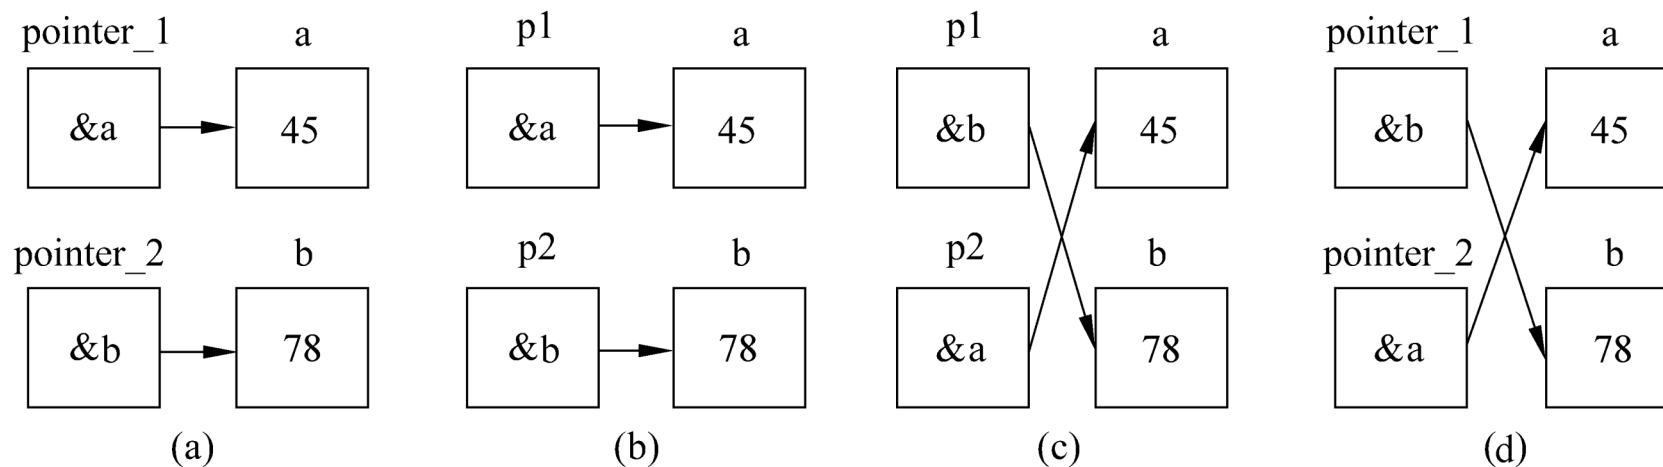 pointer_1 a p1 a p1 a pointer_1 a
&a 45 &a 45 &b 45 &b 45
pointer_2 b p2 b p2 b pointer_2 b
&b 78 &b 78 &a 78 &a 78
(a) (b) (c) (d)